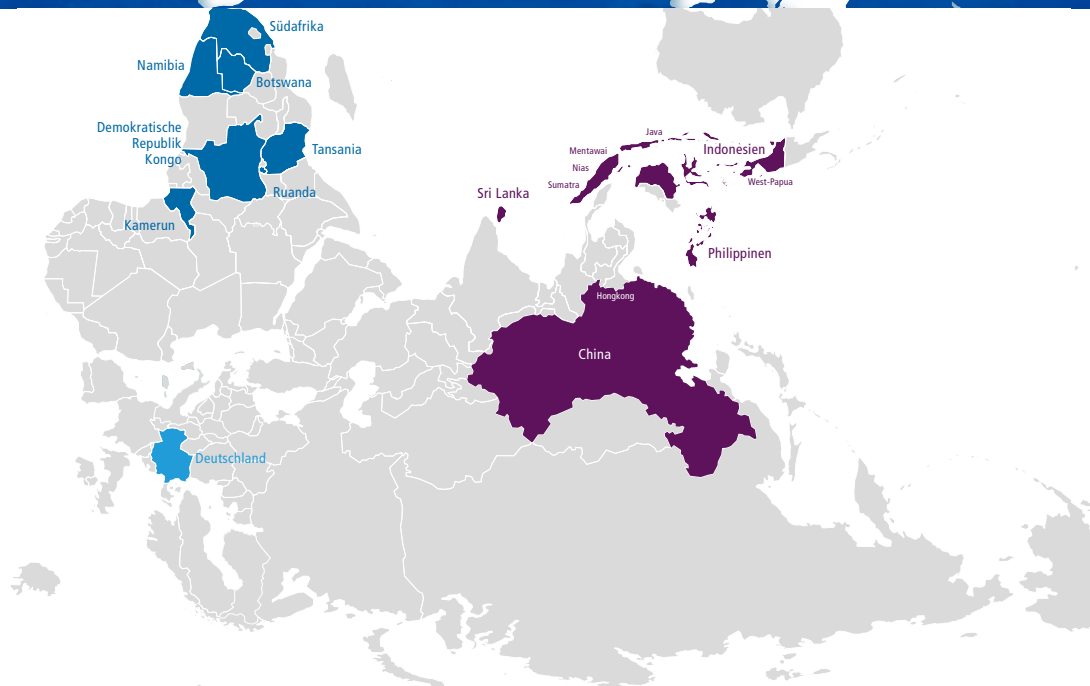 Südafrika
Namibia
Botswana
Demokratische
Republik
Kongo
Tansania
Ruanda
Kamerun
Java
Mentawai
Indonesien
Nias
Sumatra
West-Papua
Sri Lanka
Philippinen
Hongkong
China
Deutschland